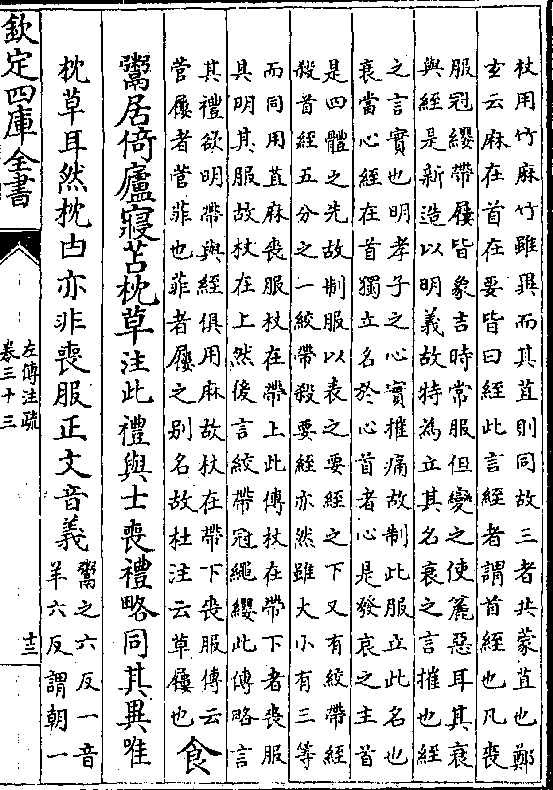 杖用竹麻竹雖異而其苴則同故三者共蒙苴也鄭
玄云麻在首在要皆曰絰此言絰者謂首絰也凡喪
服冠纓帶屨皆象吉時常服但變之使麤惡耳其衰
與絰是新造以明義故特為立其名衰之言摧也絰
之言實也明孝子之心實摧痛故制此服立此名也
衰當心絰在首獨立名於心首者心是發哀之主首
是四體之先故制服以表之要絰之下又有絞帶絰
殺首絰五分之一絞帶殺要絰亦然雖大小有三等
而同用苴麻喪服杖在帶上此傳杖在帶下者喪服
具明其服故杖在上然後言絞帶冠繩纓此傳略言
其禮欲明帶與絰俱用麻故杖在帶下喪服傳云
菅屨者菅菲也菲者屨之别名故杜注云草屨也
食
鬻居倚廬寢苫枕草注此禮與士喪禮略同其異唯
枕草耳然枕凷亦非喪服正文音義
鬻之六反一音
羊六反謂朝一
欽定四庫全書
左傳注疏
卷三十三
十三